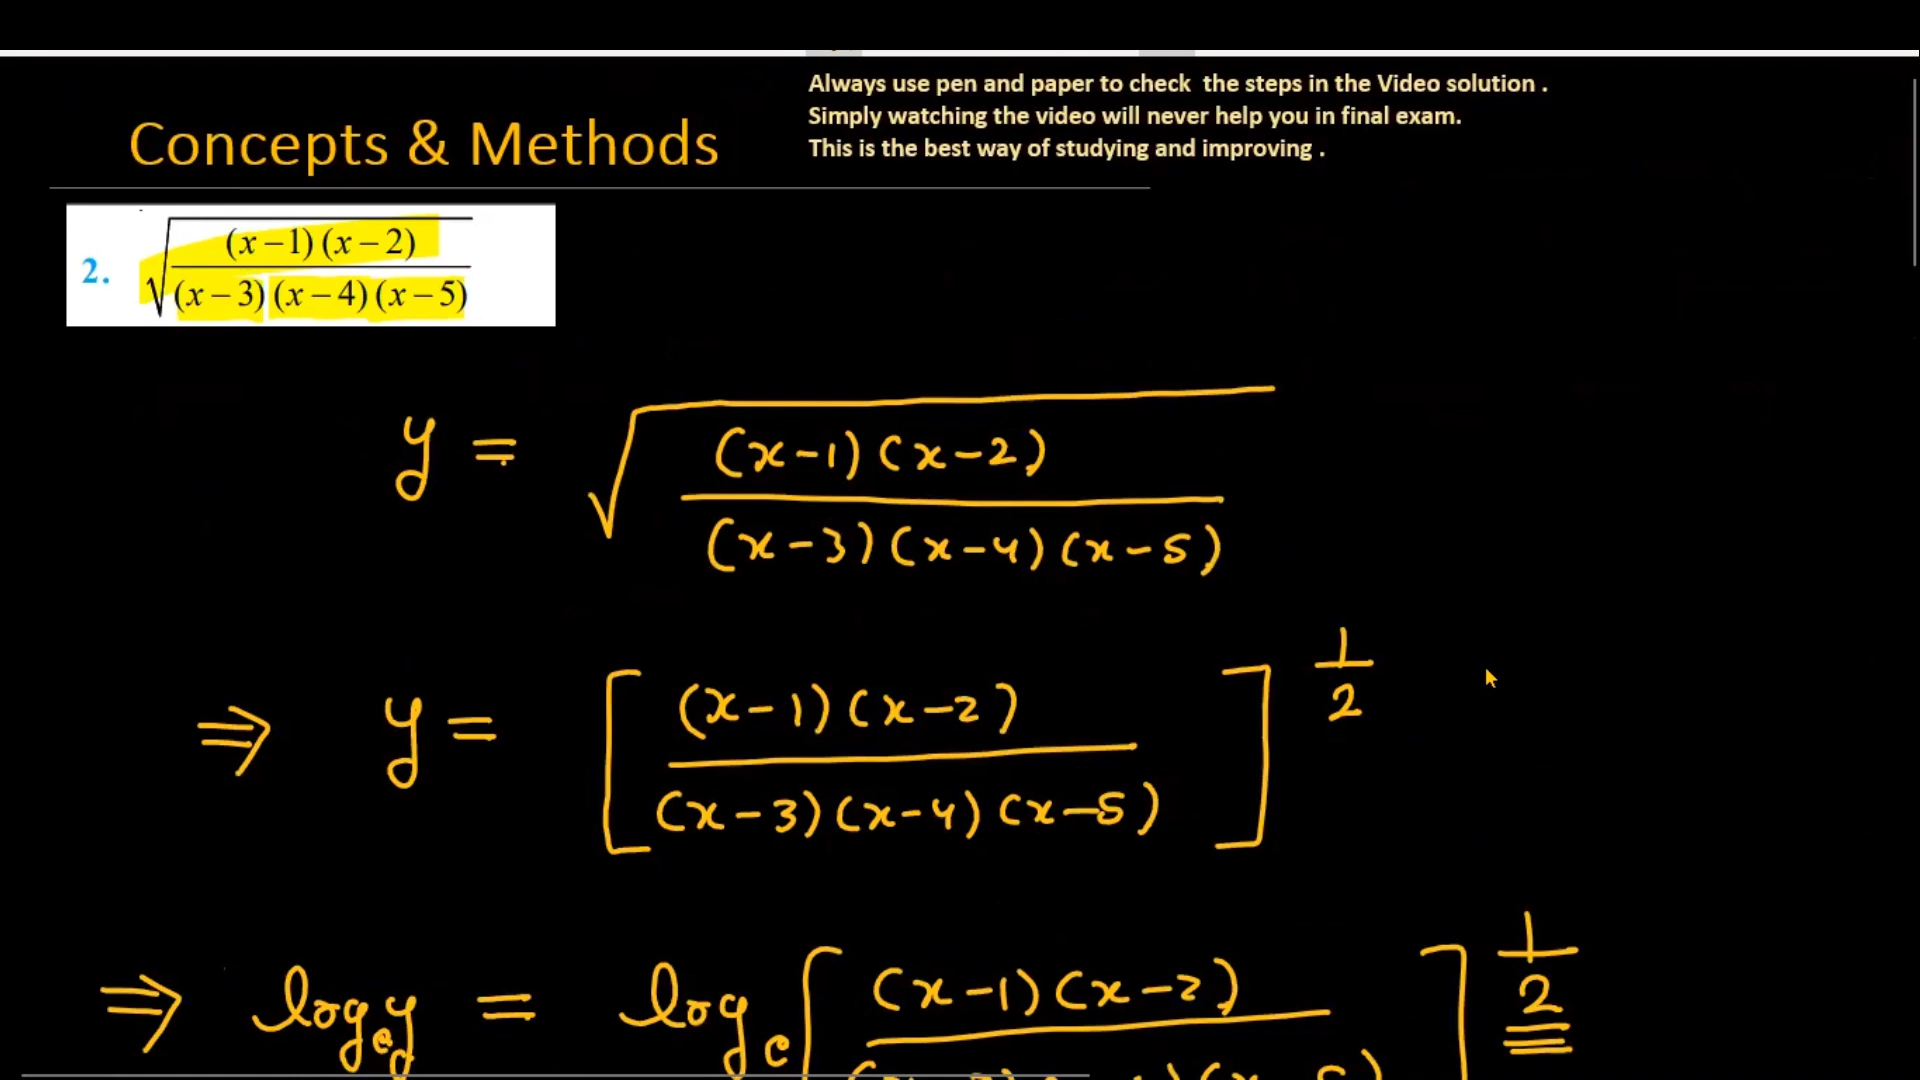 Always use pen and paper to check the steps in the Video solution .
Simply watching the video will never help you in final exam.
This is the best way of studying and improving .
Concepts & Methods
2. √((x – 1) (x – 2) / (x – 3) (x – 4) (x – 5))
y = √((x-1) (x-2) / (x-3) (x-4) (x-5))
⇒ y = [(x-1) (x-2) / (x-3) (x-4) (x-5)]^(1/2)
⇒ log_e y = log_e [(x-1) (x-2)]^(1/2)